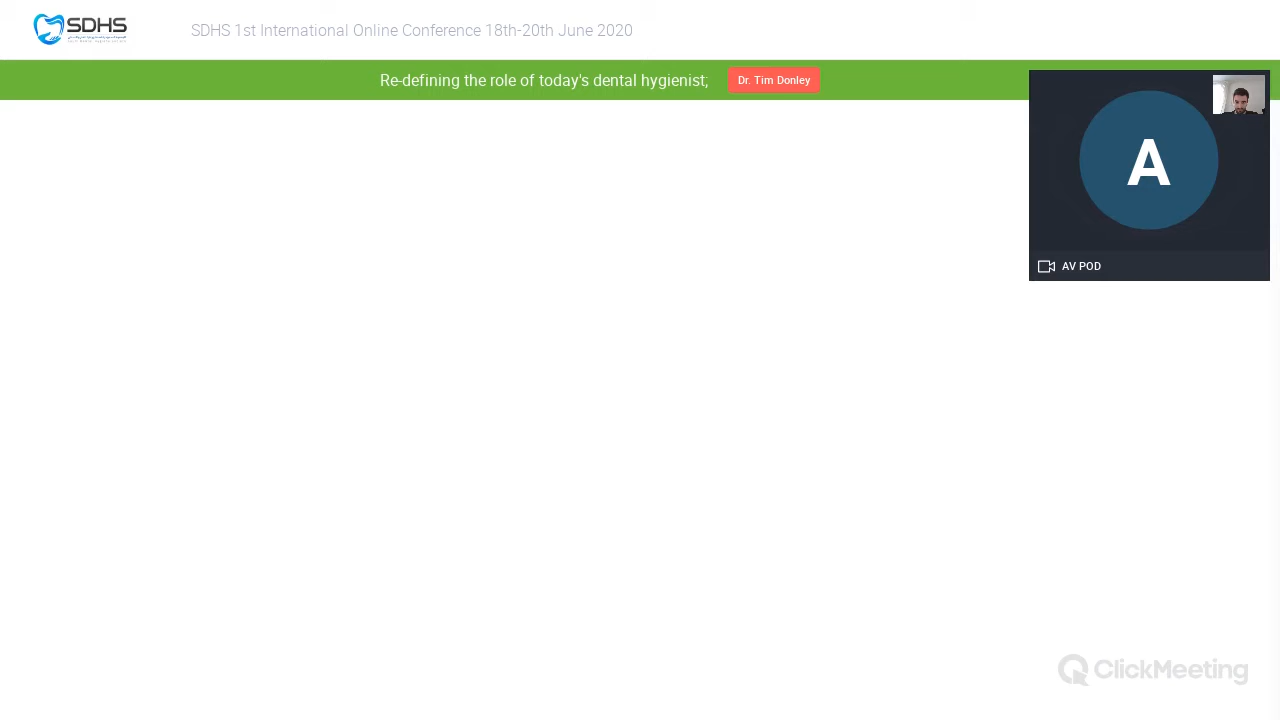 SDHS
SDHS 1st International Online Conference 18th-20th June 2020
Re-defining the role of today's dental hygienist;
Dr. Tim Donley
A
AV POD
ClickMeeting